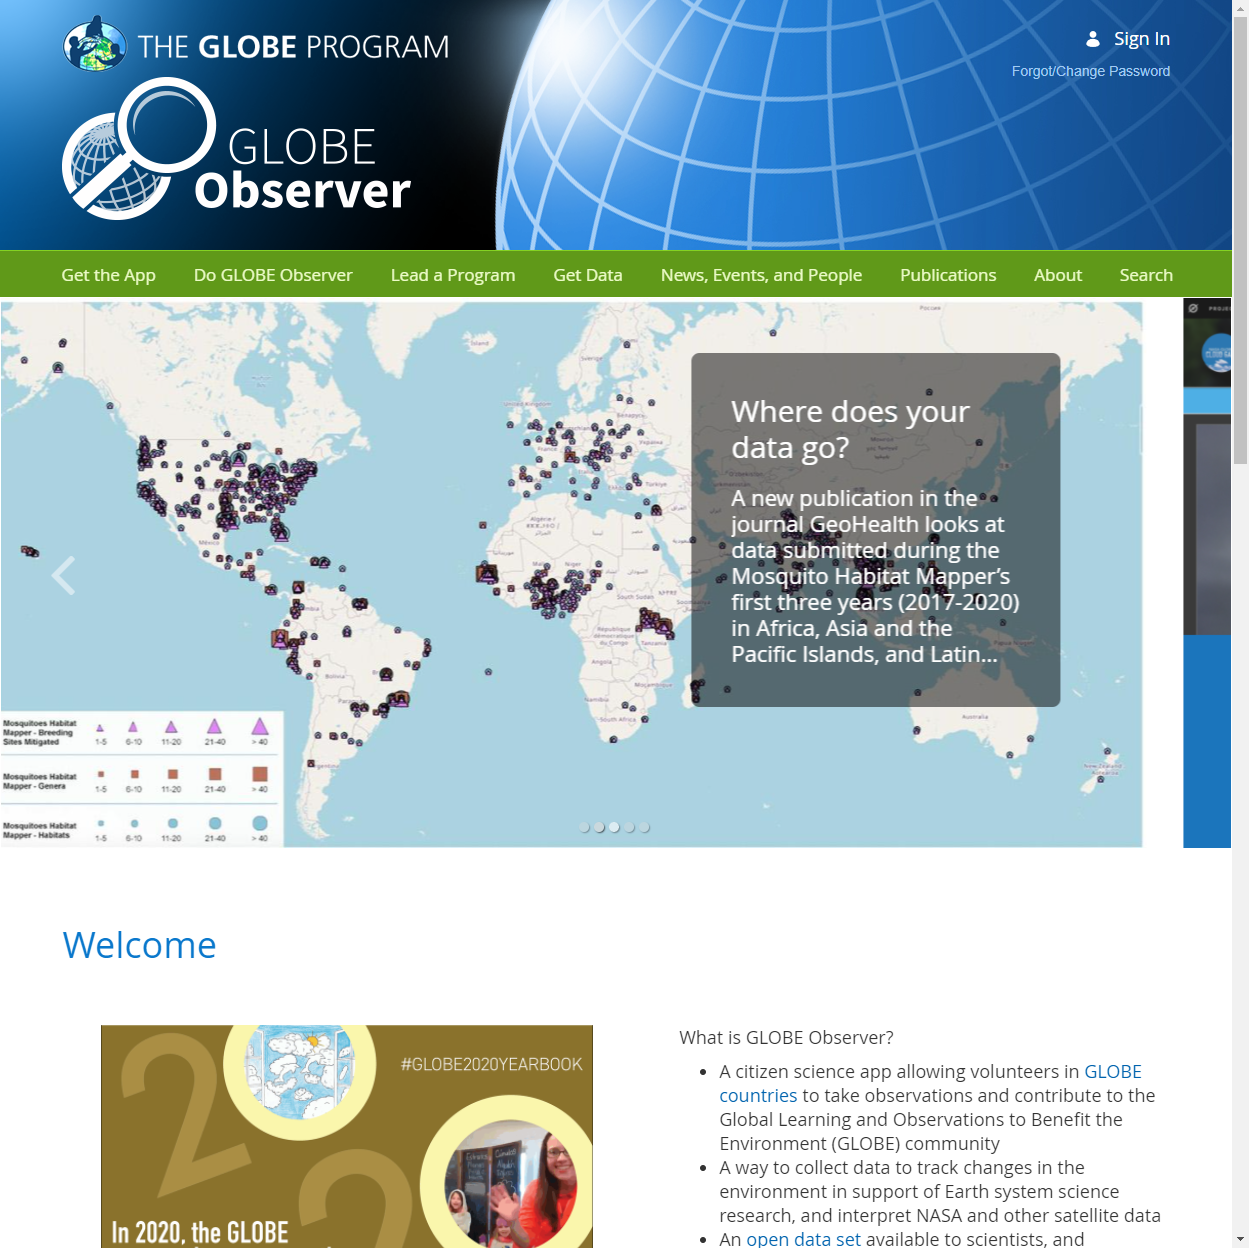 THE GLOBE PROGRAM
Sign In
Forgot/Change Password
GLOBE
Observer
Get the App
Do GLOBE Observer
Lead a Program
Get Data
News, Events, and People
Publications
About
Search
Where does your
data go?
A new publication in the
journal GeoHealth looks at
data submitted during the
Mosquito Habitat Mapper's
first three years (2017-2020)
in Africa, Asia and the
Pacific Islands, and Latin...
Mosquitoes Habitat
Mapper - Breeding
Sites Mitigated
1-5 6-10 11-20 21-40 > 40
Mosquitoes Habitat
Mapper - Genera
1-5 6-10 11-20 21-40 > 40
Mosquitoes Habitat
Mapper - Habitats
1-5 6-10 11-20 21-40 > 40
Welcome
#GLOBE2020YEARBOOK
2
2
In 2020, the GLOBE
What is GLOBE Observer?
• A citizen science app allowing volunteers in GLOBE
countries to take observations and contribute to the
Global Learning and Observations to Benefit the
Environment (GLOBE) community
• A way to collect data to track changes in the
environment in support of Earth system science
research, and interpret NASA and other satellite data
• An open data set available to scientists, and